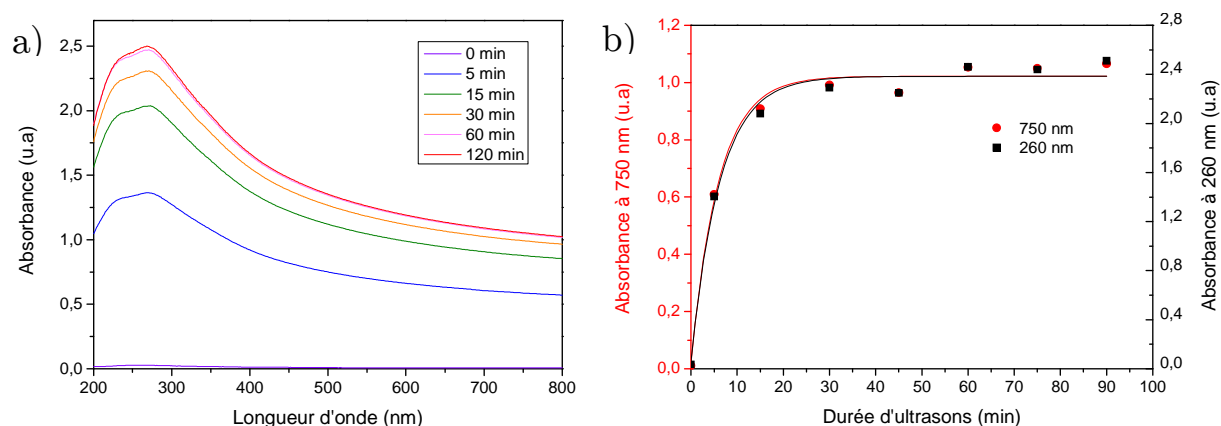 a)
Absorbance (u.a)
2,5
2,0
1,5
1,0
0,5
0,0
200 300 400 500 600 700 800
Longueur d'onde (nm)
0 min
5 min
15 min
30 min
60 min
120 min
b)
Absorbance à 750 nm (u.a)
1,2
1,0
0,8
0,6
0,4
0,2
0,0
0 10 20 30 40 50 60 70 80 90 100
Durée d'ultrasons (min)
750 nm
260 nm
2,8
2,4
2,0
1,6
1,2
0,8
0,4
0,0
Absorbance à 260 nm (u.a)